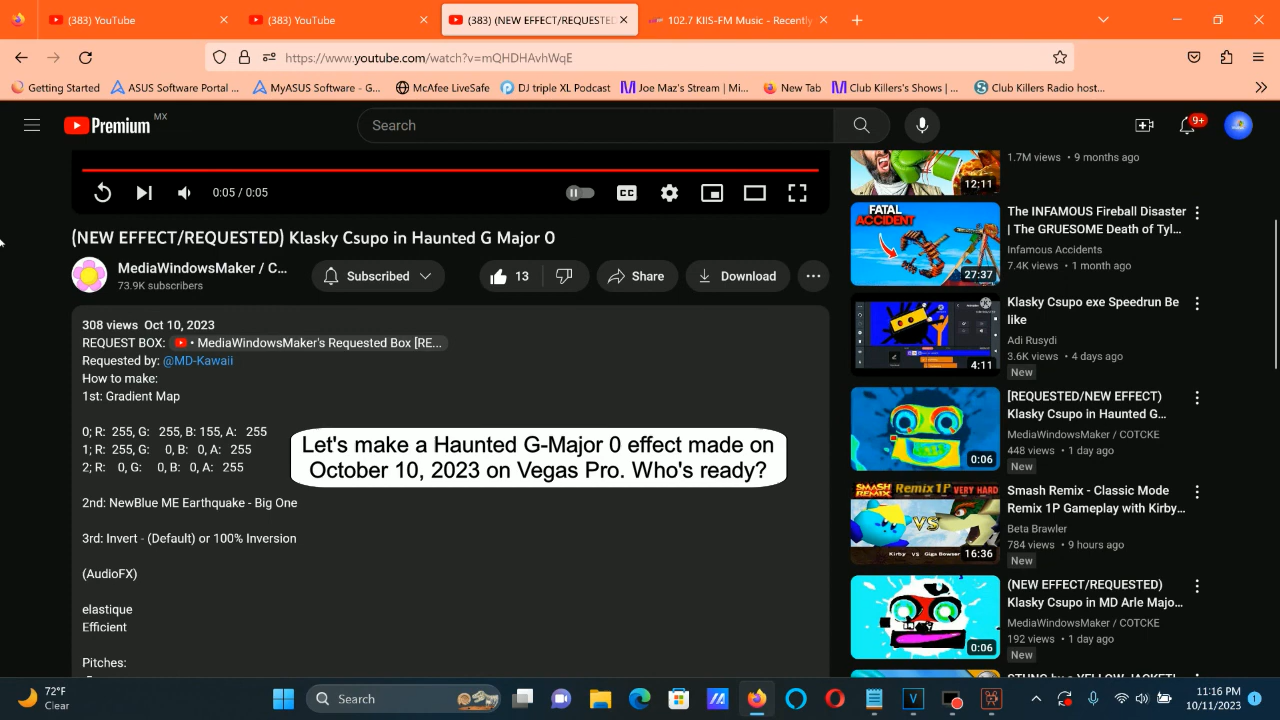 (383) YouTube
(383) YouTube
(383) (NEW EFFECT/REQUESTED
102.7 KIIS-FM Music - Recently
https://www.youtube.com/watch?v=mQHDHAvhWqE
Getting Started
ASUS Software Portal ...
MyASUS Software - G...
McAfee LiveSafe
DJ triple XL Podcast
Joe Maz's Stream | Mi...
New Tab
Club Killers's Shows | ...
Club Killers Radio host...
Premium MX
Search
9+
0:05 / 0:05
CC
(NEW EFFECT/REQUESTED) Klasky Csupo in Haunted G Major 0
MediaWindowsMaker / C...
73.9K subscribers
Subscribed
13
Share
Download
308 views Oct 10, 2023
REQUEST BOX: • MediaWindowsMaker's Requested Box [RE...
Requested by: @MD-Kawaii
How to make:
1st: Gradient Map
0; R: 255, G: 255, B: 155, A: 255
1; R: 255, G: 0, B: 0, A: 255
2; R: 0, G: 0, B: 0, A: 255
Let's make a Haunted G-Major 0 effect made on
October 10, 2023 on Vegas Pro. Who's ready?
2nd: NewBlue ME Earthquake - Big One
3rd: Invert - (Default) or 100% Inversion
(AudioFX)
elastique
Efficient
Pitches:
12:11
1.7M views • 9 months ago
FATAL
ACCIDENT
27:37
The INFAMOUS Fireball Disaster
| The GRUESOME Death of Tyl...
Infamous Accidents
7.4K views • 1 month ago
4:11
Klasky Csupo exe Speedrun Be
like
Adi Rusydi
3.6K views • 4 days ago
New
0:06
[REQUESTED/NEW EFFECT)
Klasky Csupo in Haunted G...
MediaWindowsMaker / COTCKE
448 views • 1 day ago
New
SMASH REMIX Remix 1P VERY HARD
VS
Kirby vs Giga Bowser
16:36
Smash Remix - Classic Mode
Remix 1P Gameplay with Kirby...
Beta Brawler
784 views • 9 hours ago
New
0:06
(NEW EFFECT/REQUESTED)
Klasky Csupo in MD Arle Majo...
MediaWindowsMaker / COTCKE
192 views • 1 day ago
New
72°F
Clear
Search
11:16 PM
10/11/2023